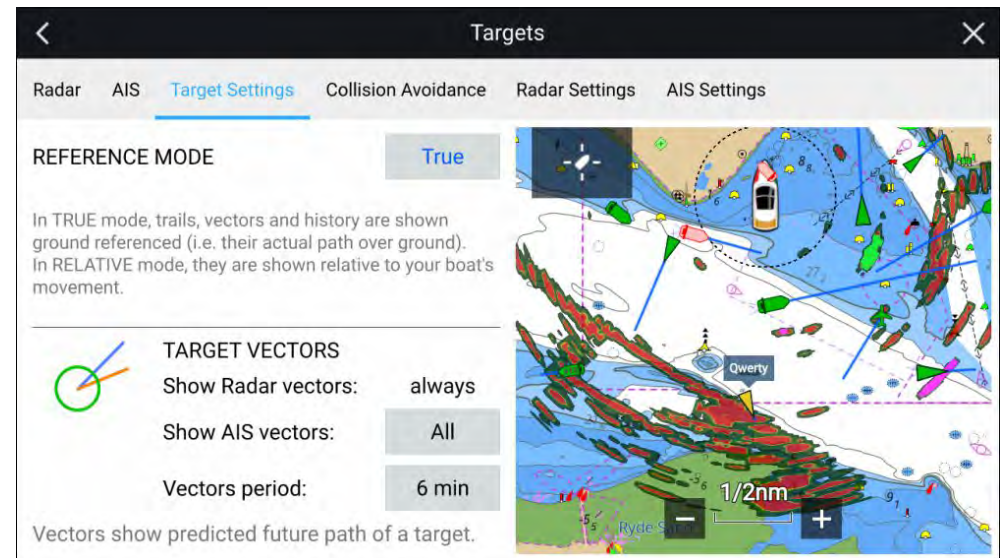 Targets
Radar AIS Target Settings Collision Avoidance Radar Settings AIS Settings
REFERENCE MODE True
In TRUE mode, trails, vectors and history are shown
ground referenced (i.e. their actual path over ground).
In RELATIVE mode, they are shown relative to your boat's
movement.
TARGET VECTORS
Show Radar vectors: always
Show AIS vectors: All
Vectors period: 6 min
Vectors show predicted future path of a target.
Qwerty
1/2nm
Ryde